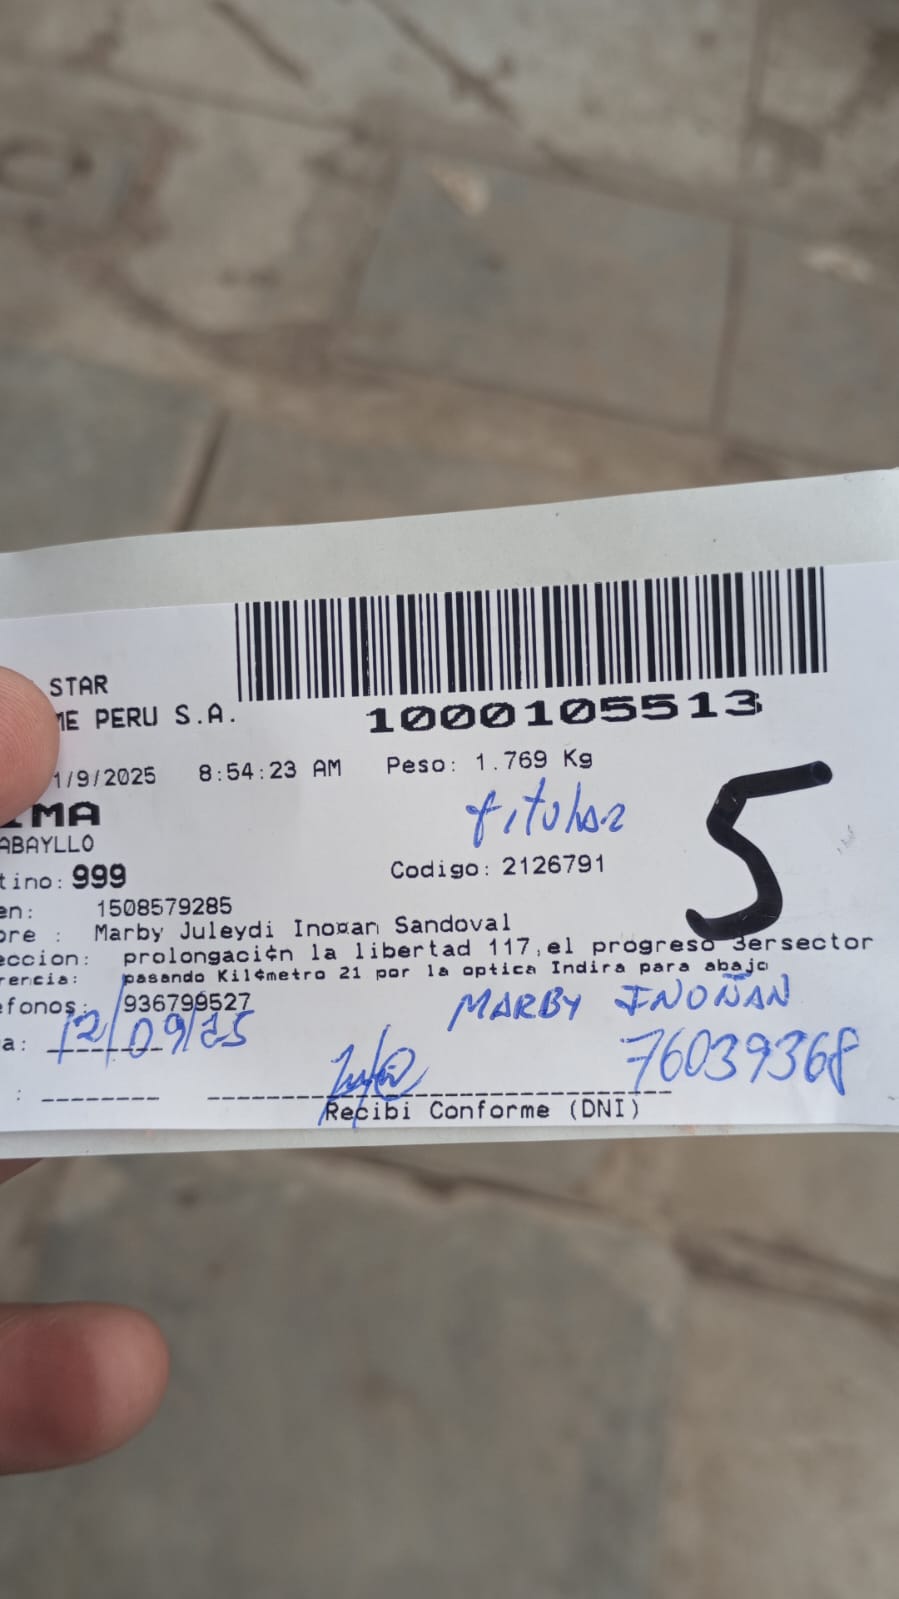 STAR
ME PERU S.A.
1000105513
1/9/2025 8:54:23 AM Peso: 1.769 Kg
IMA
titular
ABAYLLO
tino: 999 Codigo: 2126791
5
en: 1508579285
bre : Marby Juleydi Ino¤an Sandoval
eccion: prolongaci¢n la libertad 117,el progreso 3ersector
rencia: pasando Kil¢metro 21 por la optica Indira para abajo
efonos: 936799527
MARBY INOÑAN
a: 12/09/25
76039368
: 
Recibi Conforme (DNI)